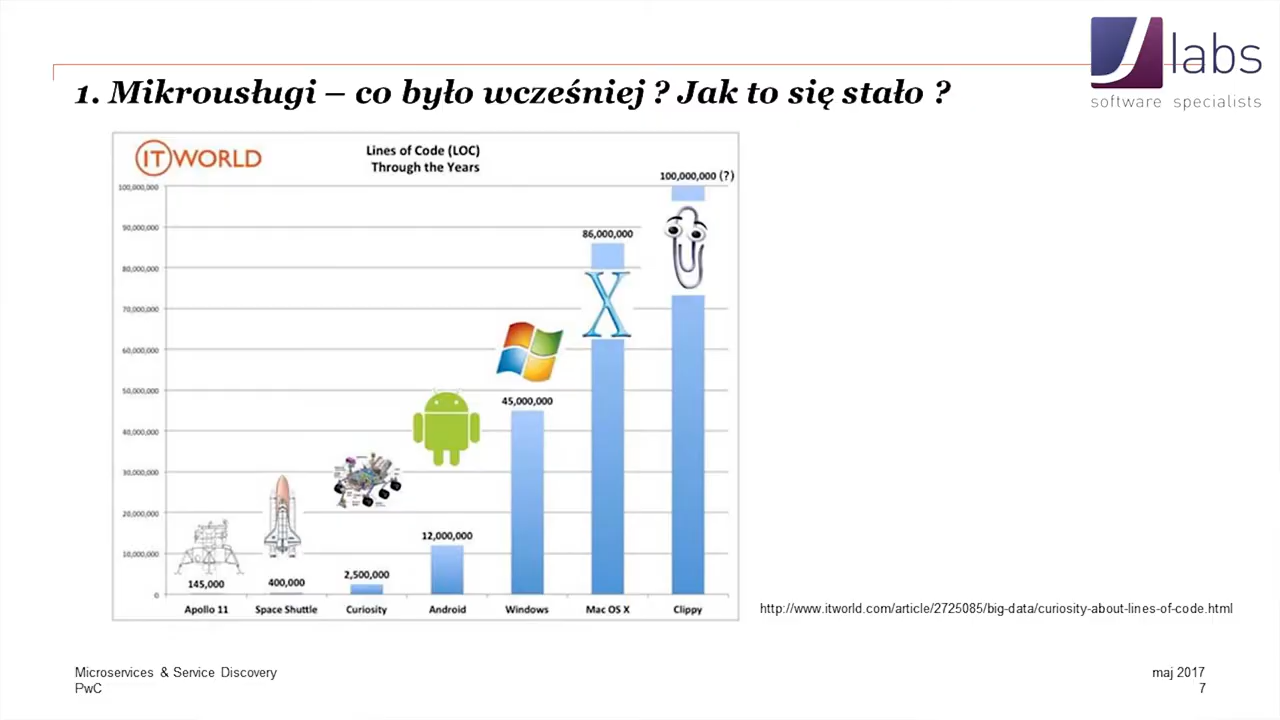 J labs
software specialists
1. Mikrousługi – co było wcześniej ? Jak to się stało ?
IT WORLD
Lines of Code (LOC)
Through the Years
100,000,000 (?)
100,000,000
90,000,000
86,000,000
80,000,000
70,000,000
60,000,000
50,000,000
45,000,000
40,000,000
30,000,000
20,000,000
12,000,000
10,000,000
2,500,000
145,000
400,000
0
Apollo 11 Space Shuttle Curiosity Android Windows Mac OS X Clippy
http://www.itworld.com/article/2725085/big-data/curiosity-about-lines-of-code.html
Microservices & Service Discovery
PwC
maj 2017
7